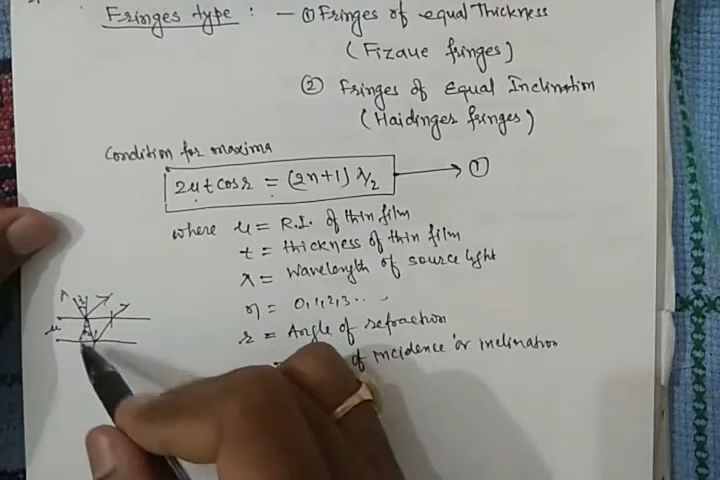 Fringes type : - ① Fringes of equal Thickness
(Fizaue fringes)
② Fringes of Equal Inclination
(Haidinges fringes)
Condition for maxima
2μt cos r = (2n+1) λ/2 → ①
where μ = R.I. of thin film
t = thickness of thin film
λ = Wavelength of source light
η = 0,1,2,3...
r = Angle of refraction
of incidence or inclination
μ